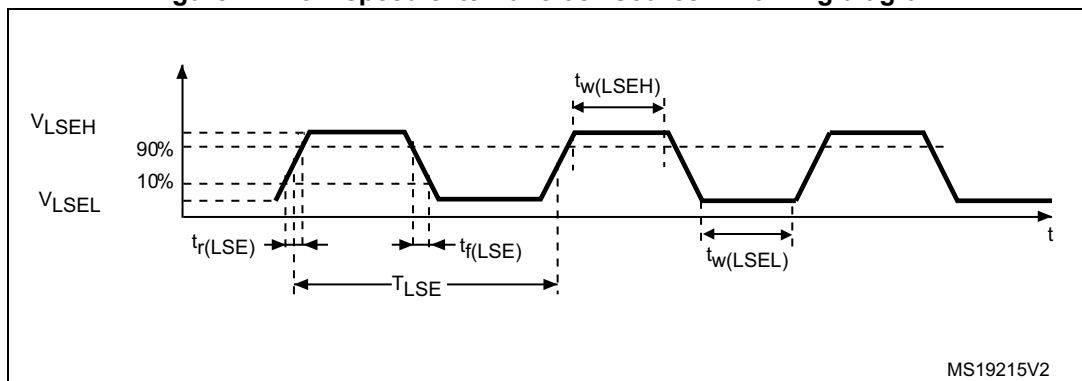 VLSEH
90%
10%
VLSEL
tr(LSE)
tf(LSE)
TLSE
tw(LSEH)
tw(LSEL)
t
MS19215V2